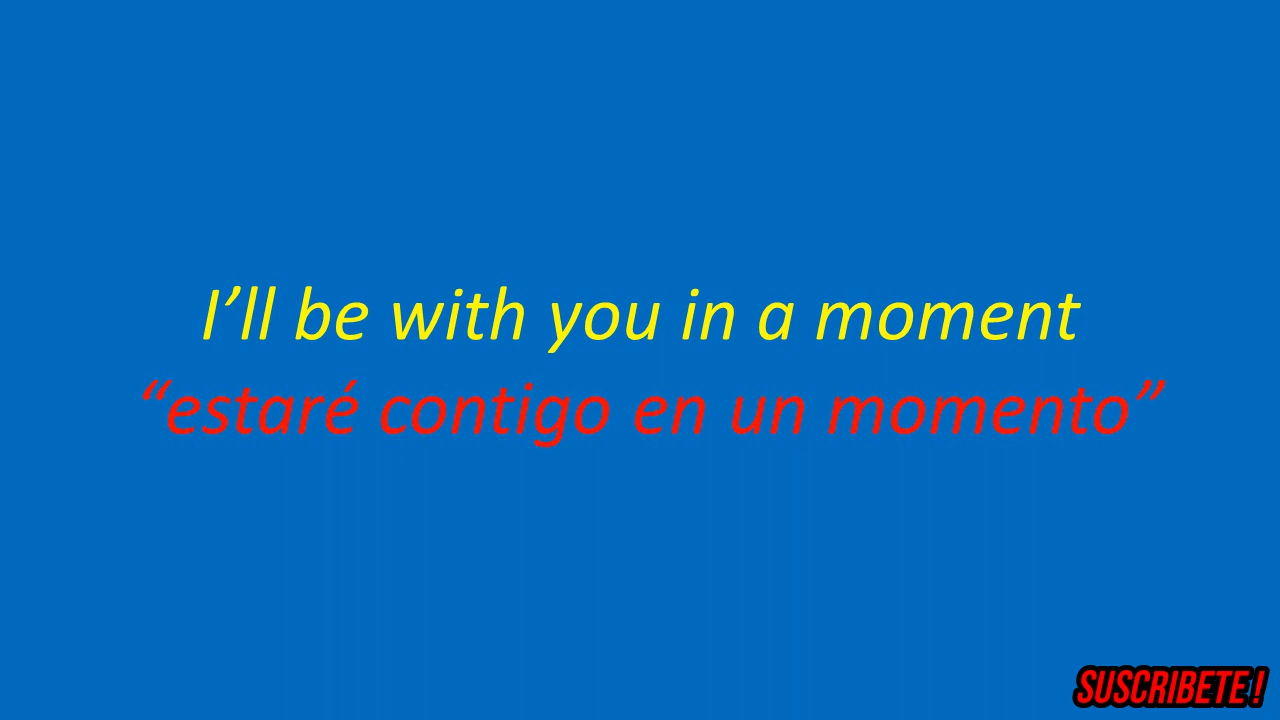 I’ll be with you in a moment
“estaré contigo en un momento”
SUSCRIBETE!